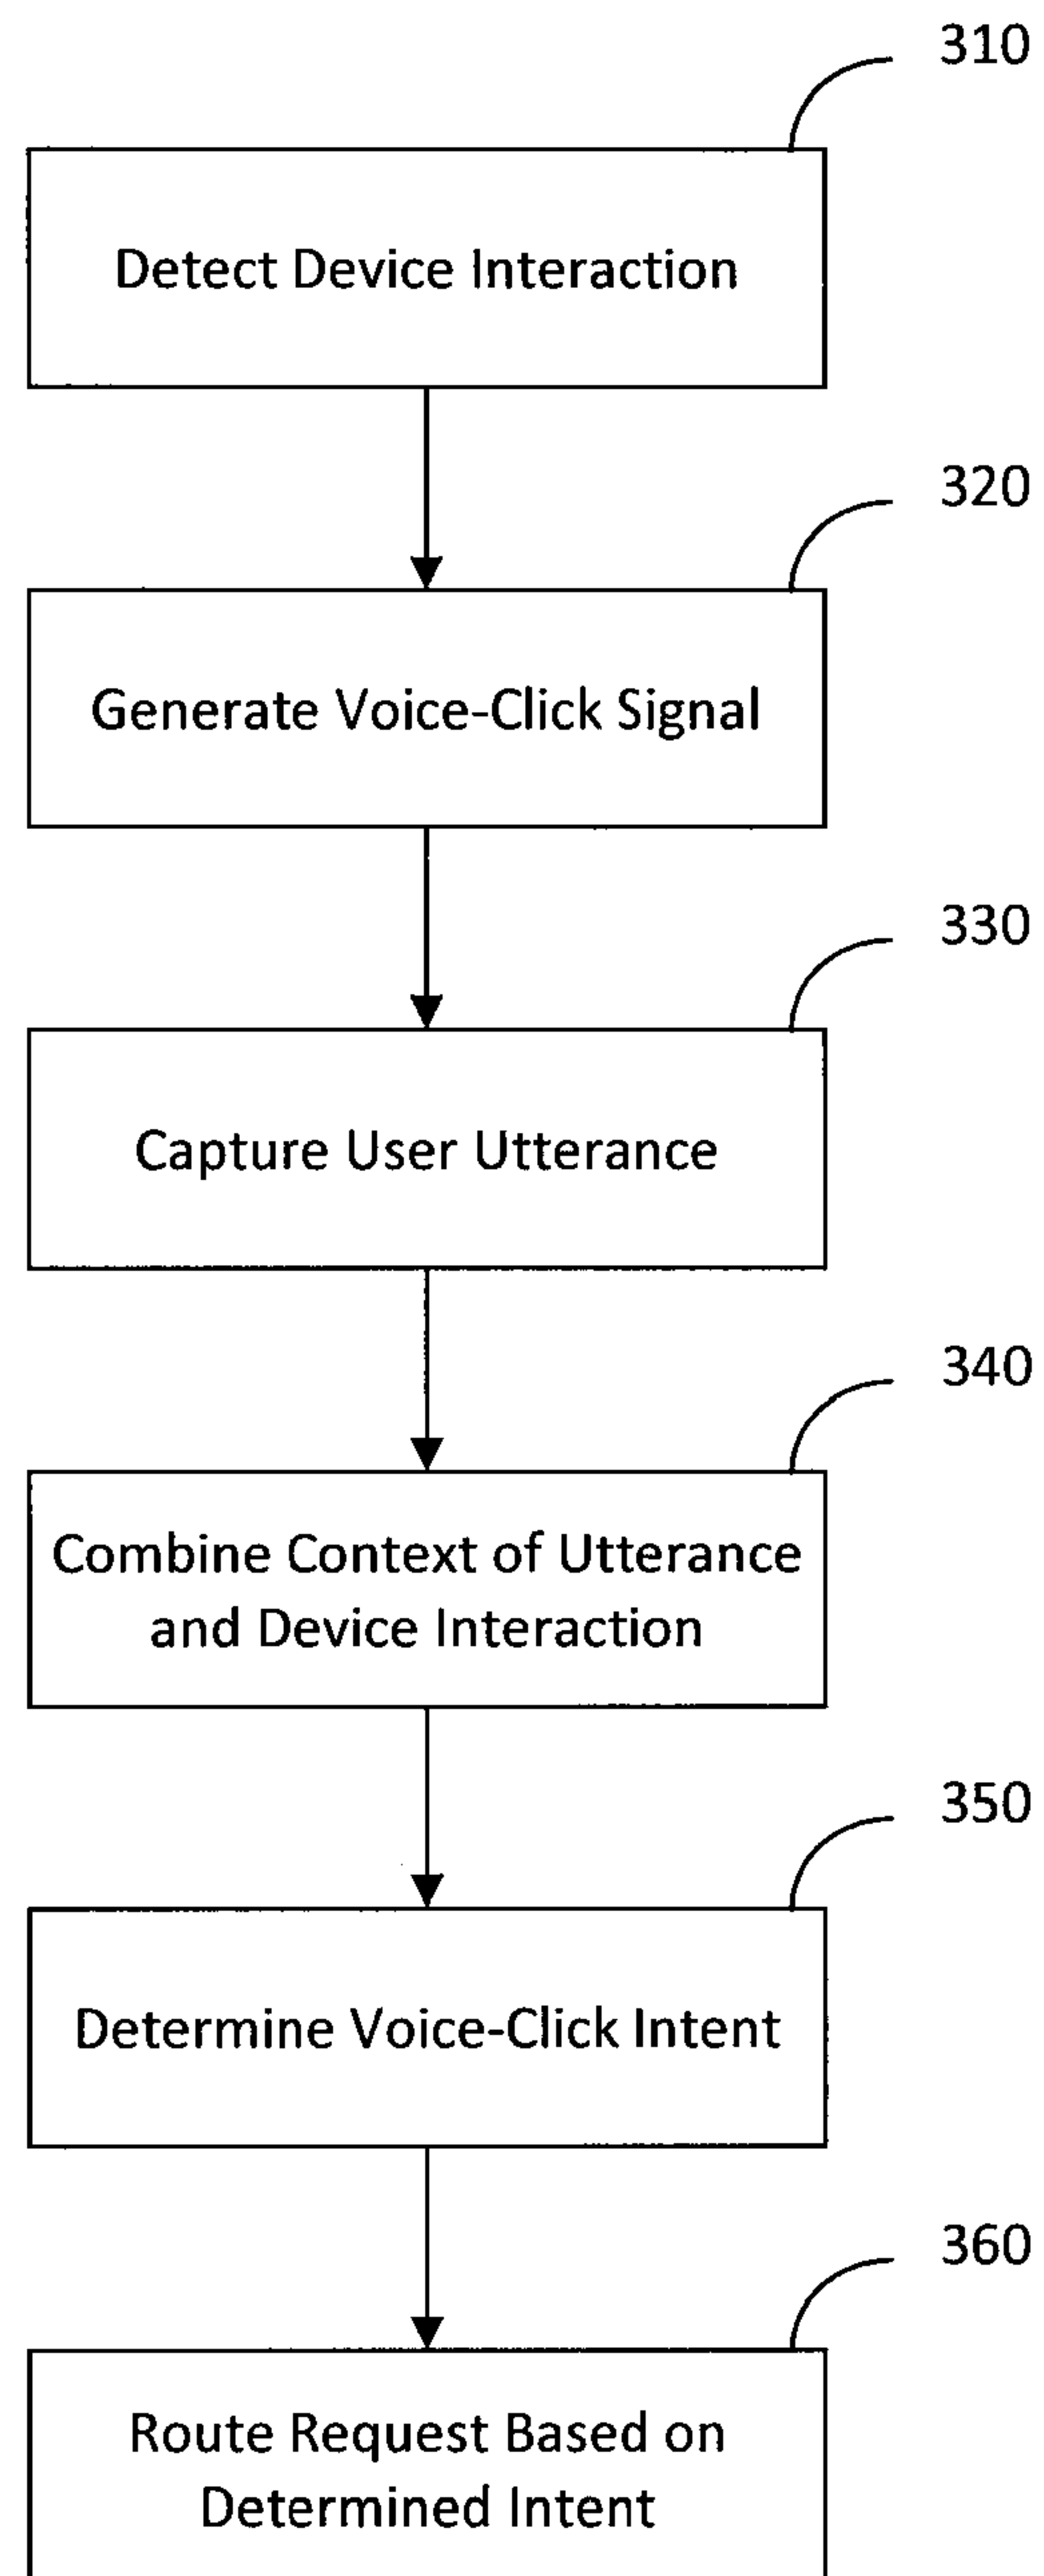 310
Detect Device Interaction
320
Generate Voice-Click Signal
330
Capture User Utterance
340
Combine Context of Utterance
and Device Interaction
350
Determine Voice-Click Intent
360
Route Request Based on
Determined Intent